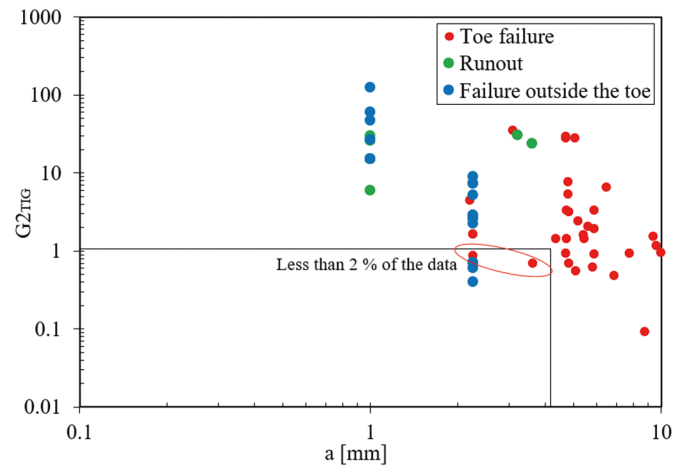 1000
100
10
1
0.1
0.01
G2TIG
Toe failure
Runout
Failure outside the toe
Less than 2 % of the data
0.1
1
10
a [mm]